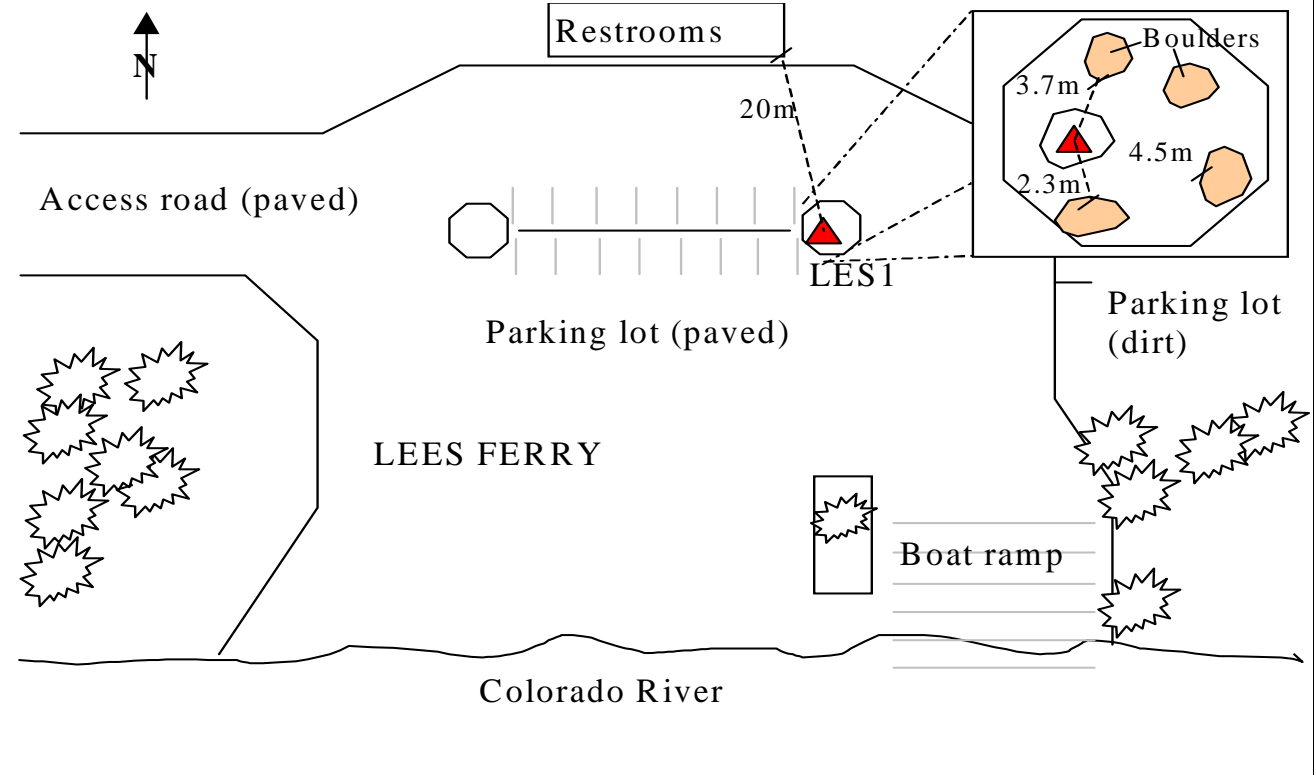 Restrooms
Boulders
N
3.7m
20m
4.5m
2.3m
Access road (paved)
LES1
Parking lot
(dirt)
Parking lot (paved)
LEES FERRY
Boat ramp
Colorado River